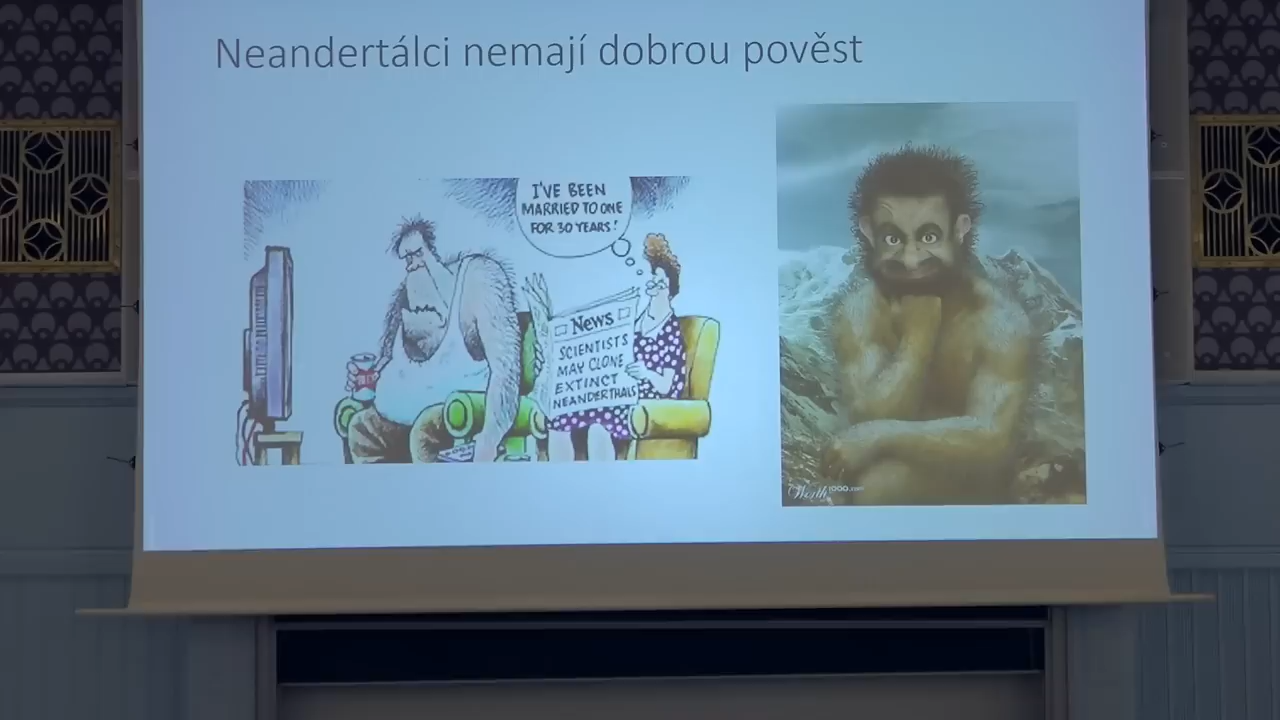 Neandertálci nemají dobrou pověst
I'VE BEEN
MARRIED TO ONE
FOR 30 YEARS!
News
SCIENTISTS
MAY CLONE
EXTINCT
NEANDERTHALS
Worth1000.com